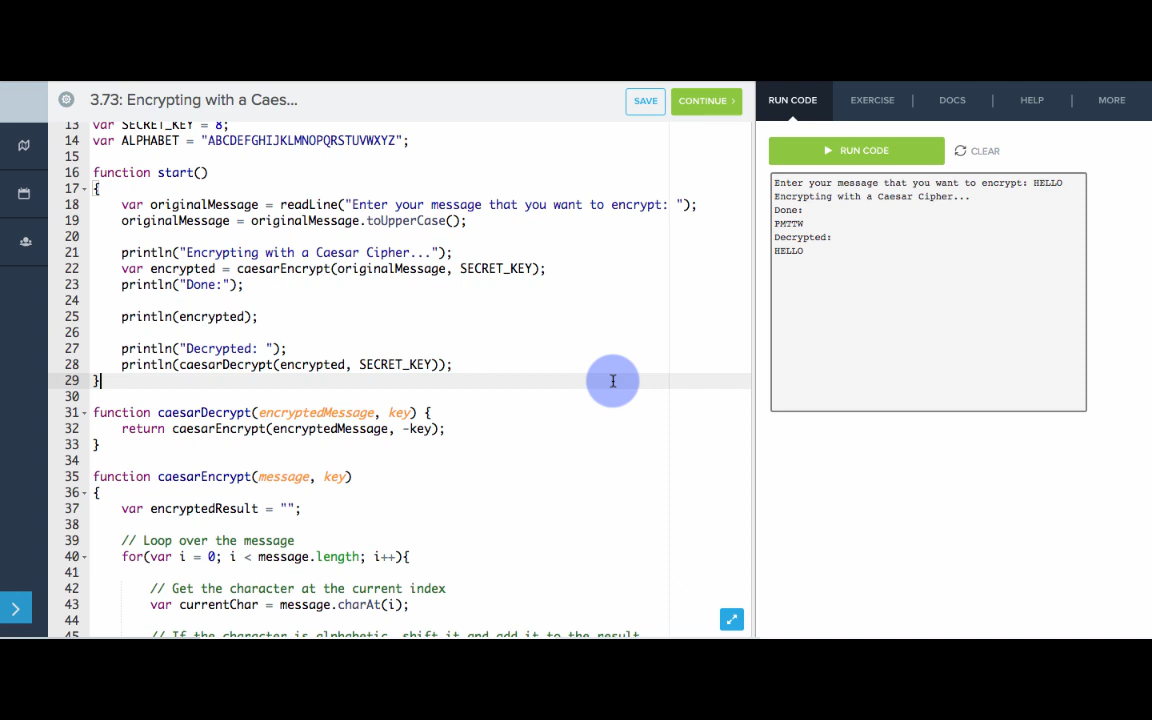 3.73: Encrypting with a Caes...
SAVE
CONTINUE >
RUN CODE
EXERCISE
DOCS
HELP
MORE
13 var SECRET_KEY = 8;
14 var ALPHABET = "ABCDEFGHIJKLMNOPQRSTUVWXYZ";
15
16 function start()
17 {
18 var originalMessage = readLine("Enter your message that you want to encrypt: ");
19 originalMessage = originalMessage.toUpperCase();
20
21 println("Encrypting with a Caesar Cipher...");
22 var encrypted = caesarEncrypt(originalMessage, SECRET_KEY);
23 println("Done:");
24
25 println(encrypted);
26
27 println("Decrypted: ");
28 println(caesarDecrypt(encrypted, SECRET_KEY));
29 }
30
31 function caesarDecrypt(encryptedMessage, key) {
32 return caesarEncrypt(encryptedMessage, -key);
33 }
34
35 function caesarEncrypt(message, key)
36 {
37 var encryptedResult = "";
38
39 // Loop over the message
40 for(var i = 0; i < message.length; i++){
41
42 // Get the character at the current index
43 var currentChar = message.charAt(i);
44
45 // If the character is alphabetic, shift it and add it to the result
RUN CODE
CLEAR
Enter your message that you want to encrypt: HELLO
Encrypting with a Caesar Cipher...
Done:
PMTTW
Decrypted:
HELLO